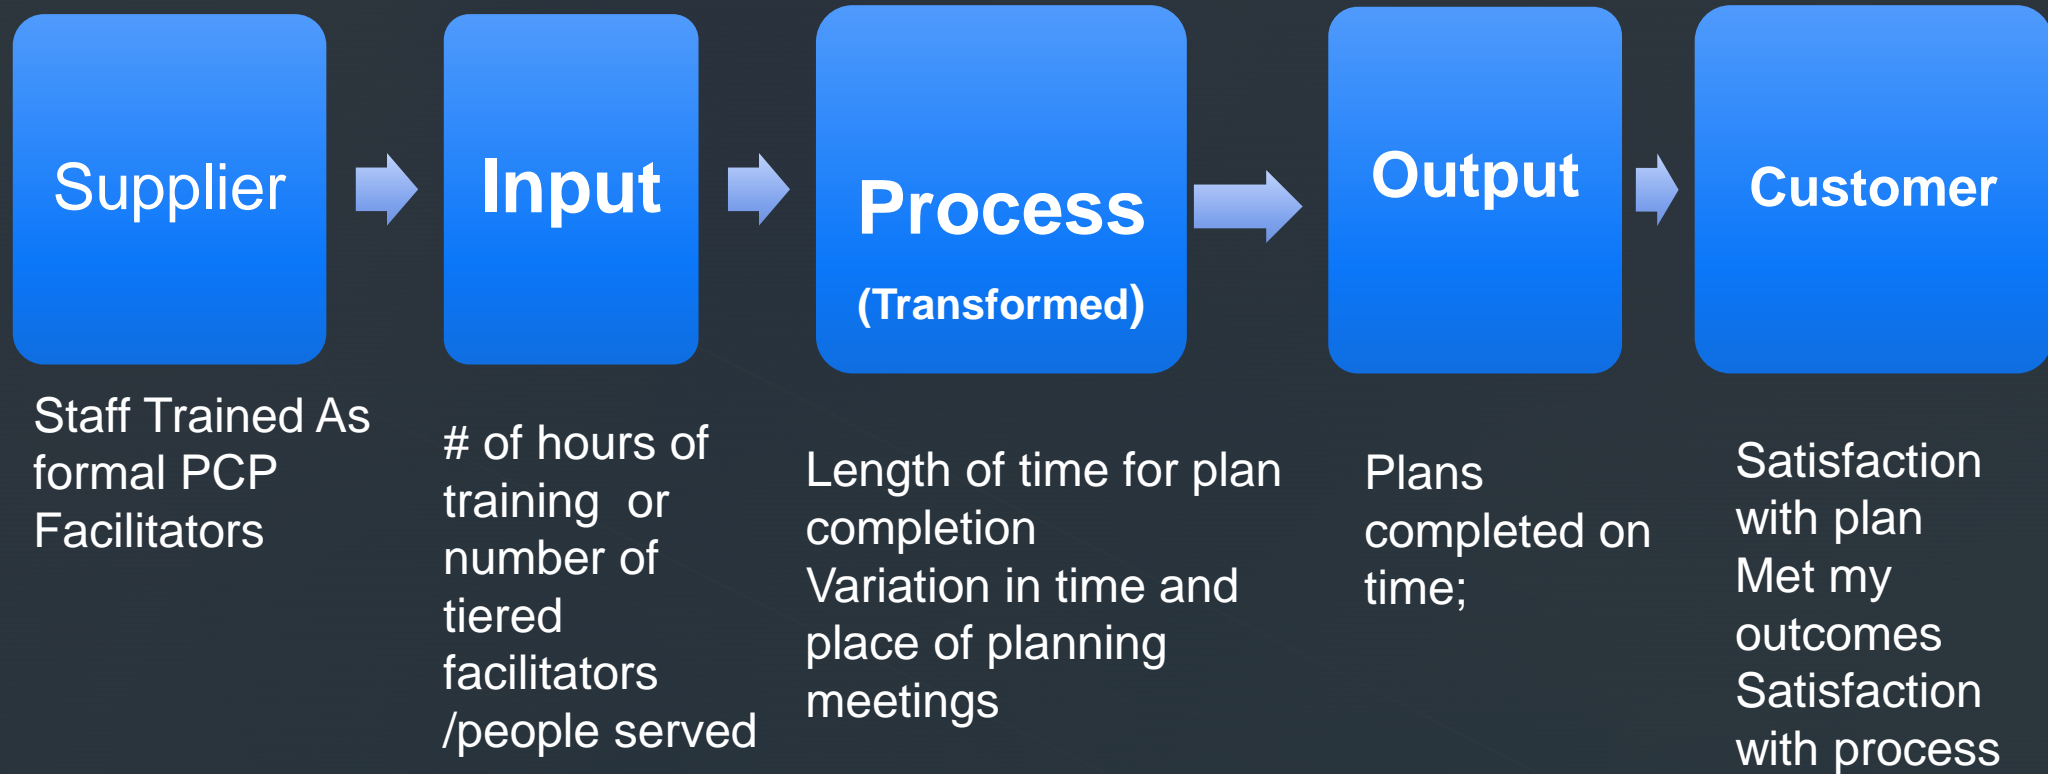 Supplier
Input
Process
(Transformed)
Output
Customer
Staff Trained As
formal PCP
Facilitators
# of hours of
training or
number of
tiered
facilitators
/people served
Length of time for plan
completion
Variation in time and
place of planning
meetings
Plans
completed on
time;
Satisfaction
with plan
Met my
outcomes
Satisfaction
with process